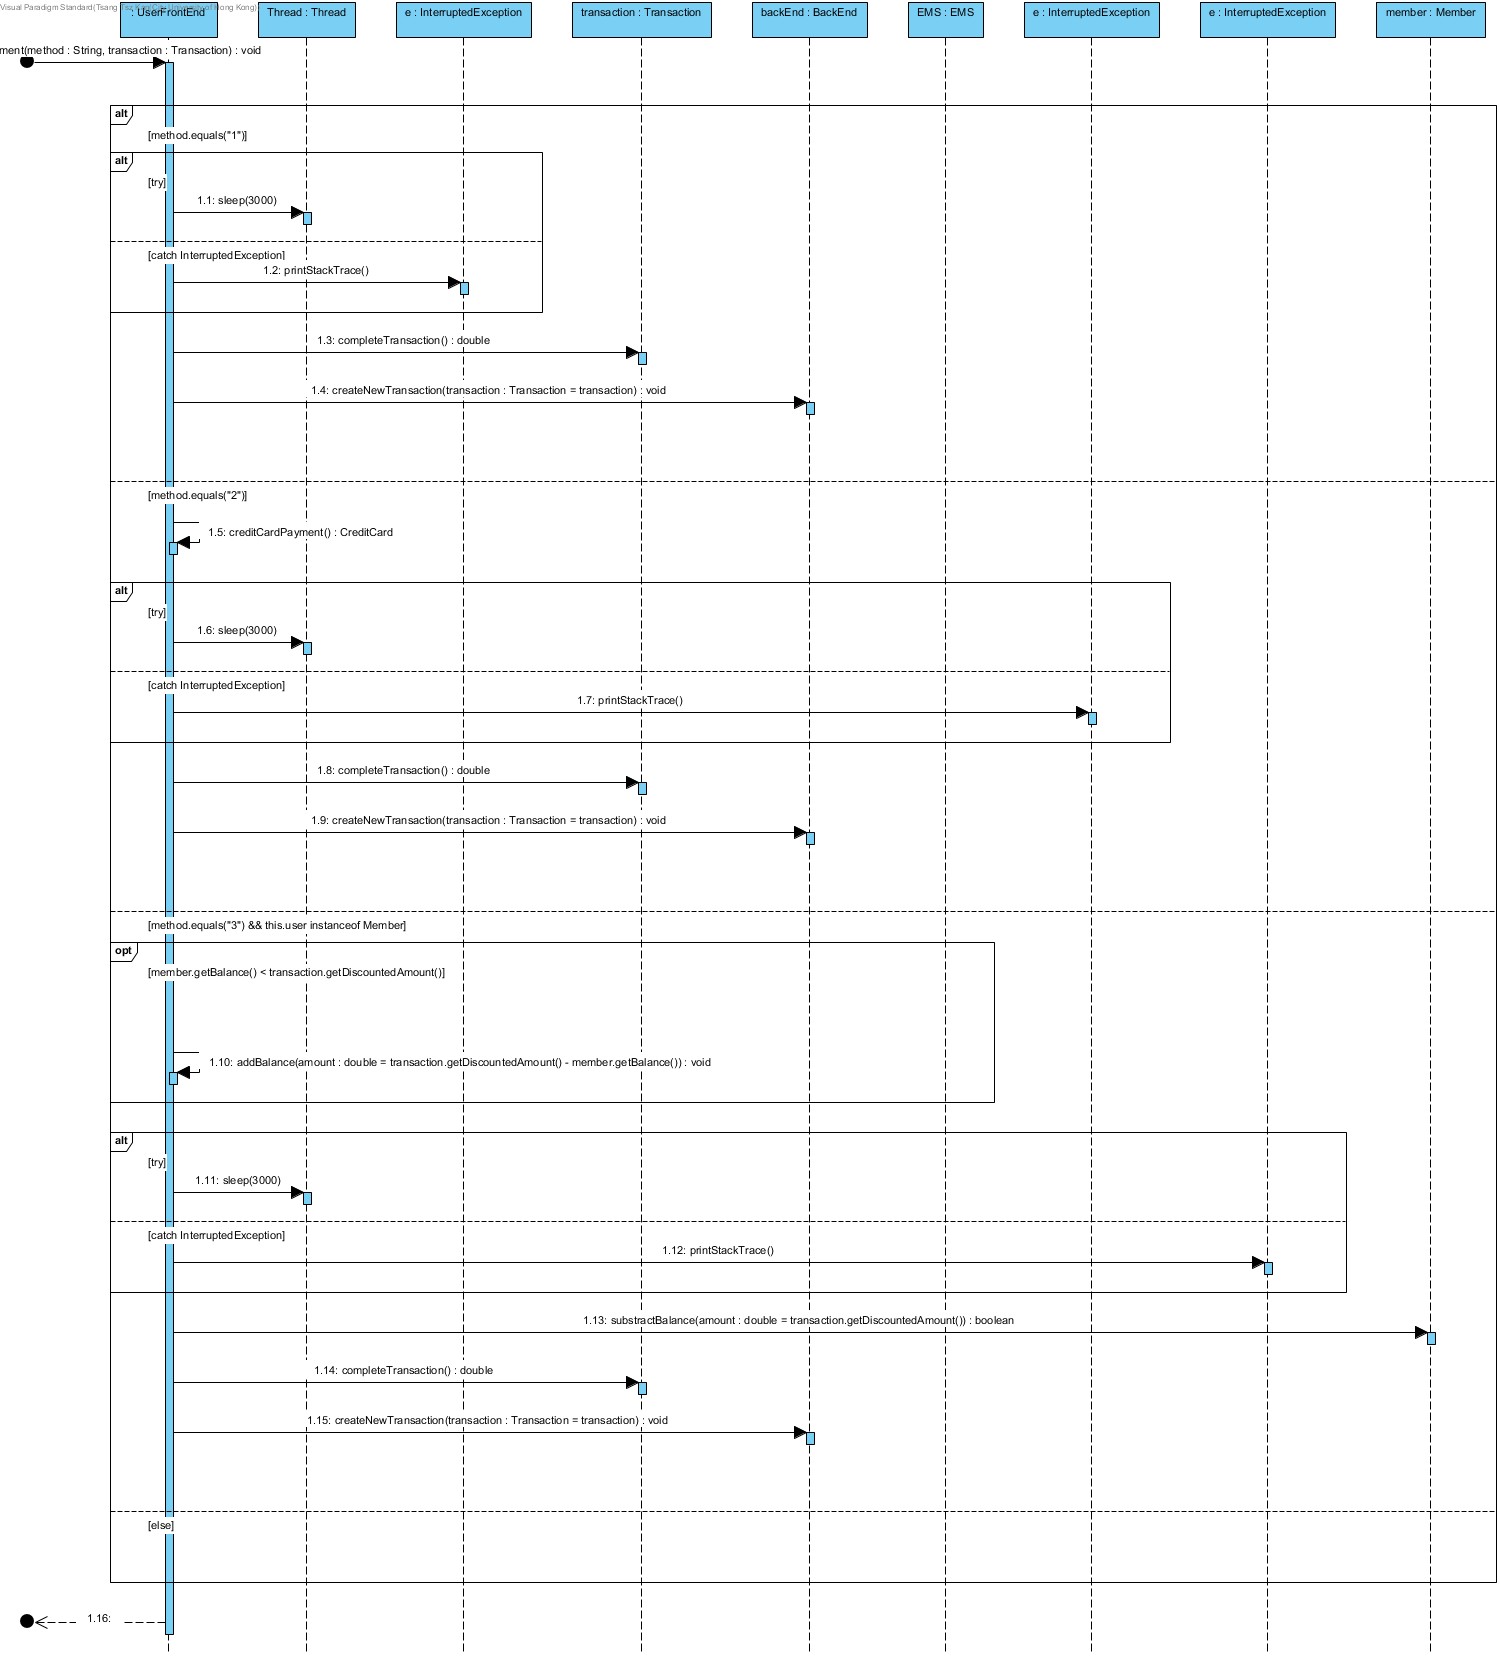 Visual Paradigm Standard(Tsang
: UserFrontEnd
Thread : Thread
e : InterruptedException
transaction : Transaction
backEnd : BackEnd
EMS : EMS
e : InterruptedException
e : InterruptedException
member : Member
ment(method : String, transaction : Transaction) : void
alt
[method.equals("1")]
alt
[try]
1.1: sleep(3000)
[catch InterruptedException]
1.2: printStackTrace()
1.3: completeTransaction() : double
1.4: createNewTransaction(transaction : Transaction = transaction) : void
[method.equals("2")]
1.5: creditCardPayment() : CreditCard
alt
[try]
1.6: sleep(3000)
[catch InterruptedException]
1.7: printStackTrace()
1.8: completeTransaction() : double
1.9: createNewTransaction(transaction : Transaction = transaction) : void
[method.equals("3") && this.user instanceof Member]
opt
[member.getBalance() < transaction.getDiscountedAmount()]
1.10: addBalance(amount : double = transaction.getDiscountedAmount() - member.getBalance()) : void
alt
[try]
1.11: sleep(3000)
[catch InterruptedException]
1.12: printStackTrace()
1.13: substractBalance(amount : double = transaction.getDiscountedAmount()) : boolean
1.14: completeTransaction() : double
1.15: createNewTransaction(transaction : Transaction = transaction) : void
[else]
1.16: